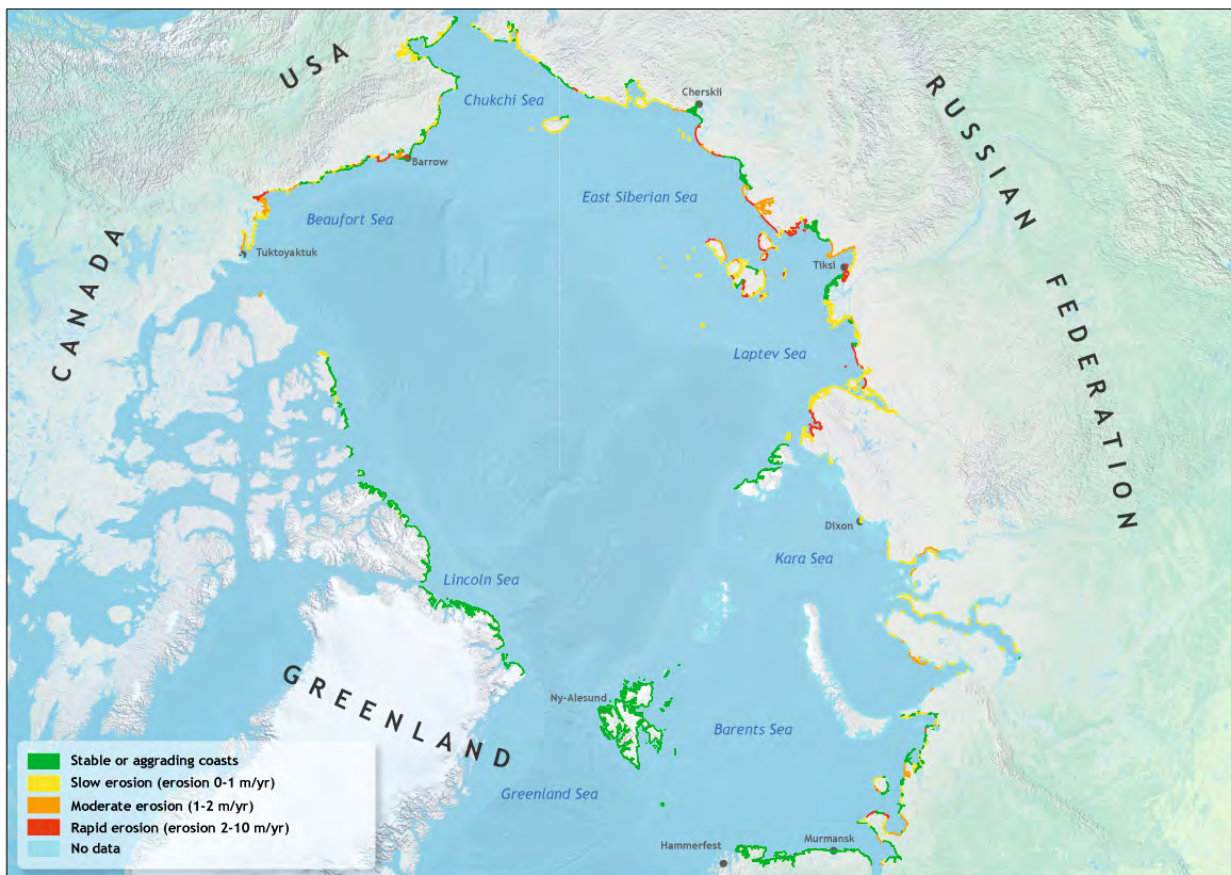 USA
RUSSIAN FEDERATION
CANADA
GREENLAND
Chukchi Sea
Cherskii
Barrow
East Siberian Sea
Beaufort Sea
Tuktoyaktuk
Tiksi
Laptev Sea
Dixon
Kara Sea
Lincoln Sea
Ny-Alesund
Barents Sea
Greenland Sea
Murmansk
Hammerfest
Stable or aggrading coasts
Slow erosion (erosion 0-1 m/yr)
Moderate erosion (1-2 m/yr)
Rapid erosion (erosion 2-10 m/yr)
No data